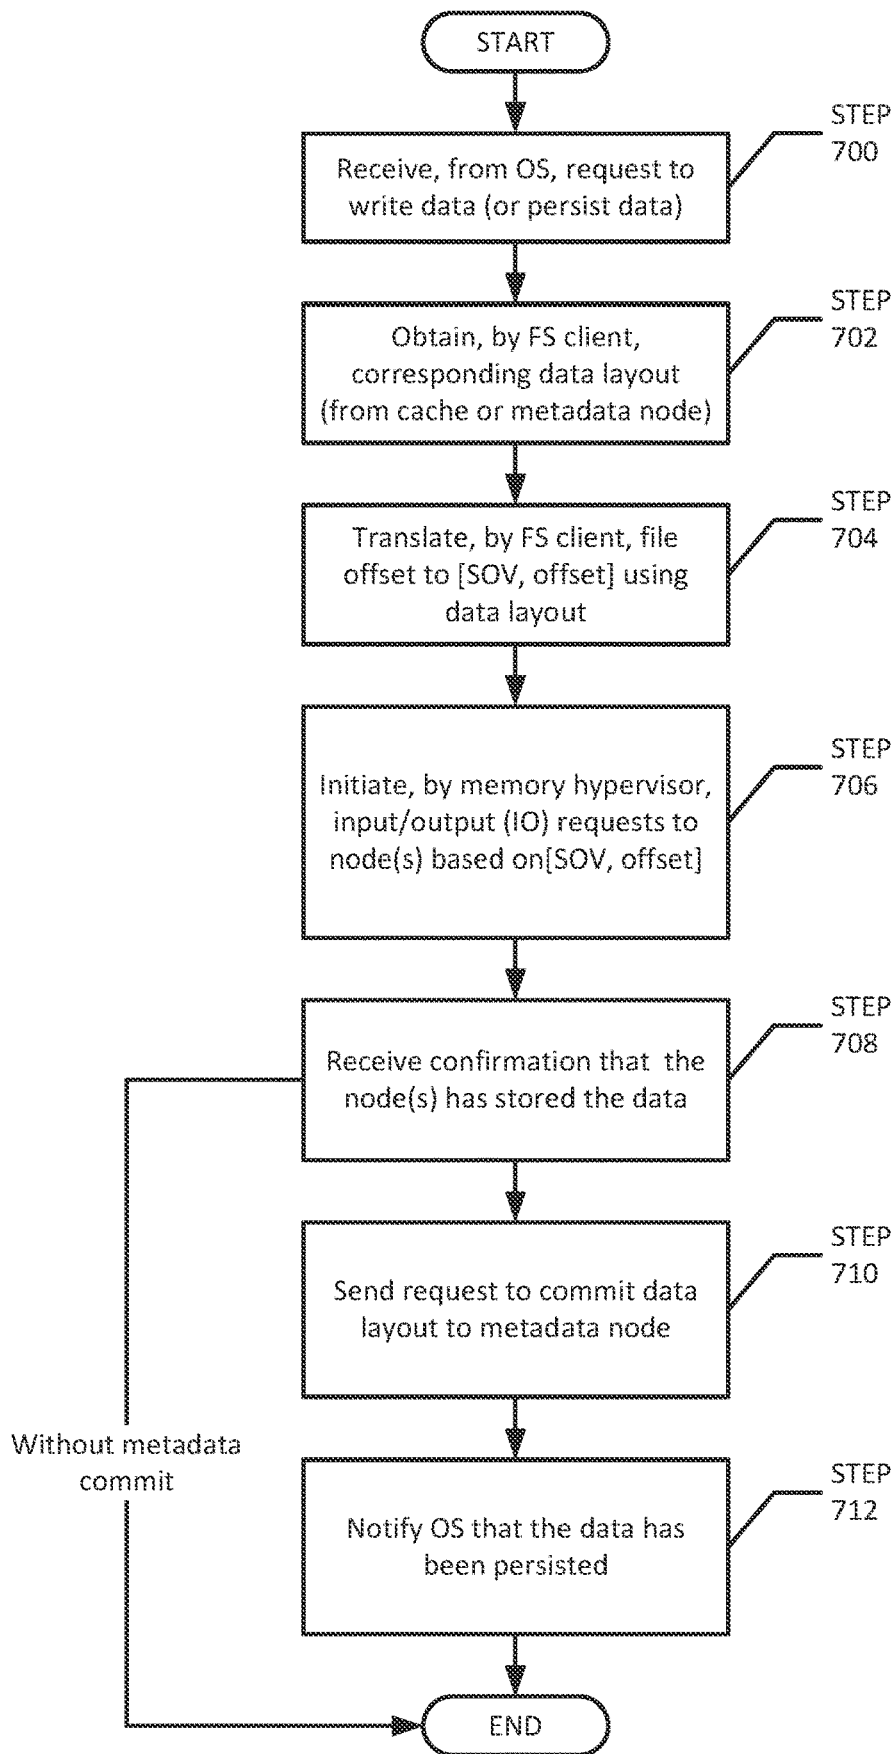 START
STEP
700
Receive, from OS, request to
write data (or persist data)
STEP
702
Obtain, by FS client,
corresponding data layout
(from cache or metadata node)
STEP
704
Translate, by FS client, file
offset to [SOV, offset] using
data layout
STEP
706
Initiate, by memory hypervisor,
input/output (IO) requests to
node(s) based on[SOV, offset]
STEP
708
Receive confirmation that the
node(s) has stored the data
STEP
710
Send request to commit data
layout to metadata node
Without metadata
commit
STEP
712
Notify OS that the data has
been persisted
END